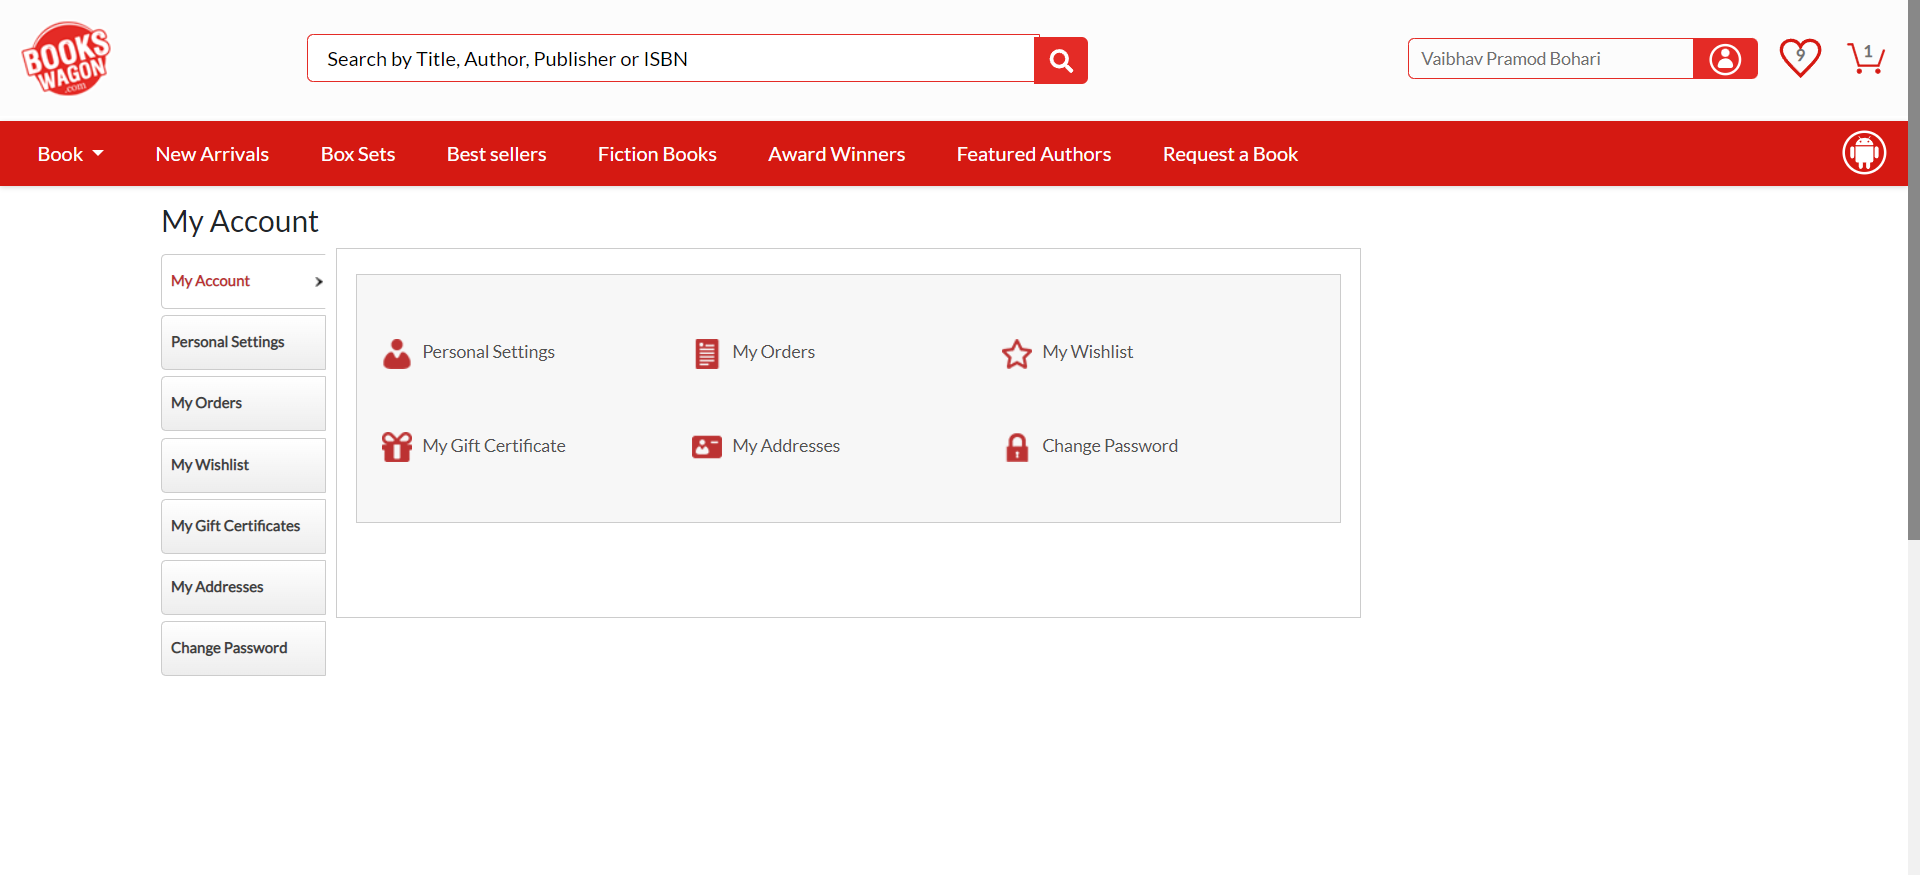 BOOKS
WAGON
.com
Search by Title, Author, Publisher or ISBN
Vaibhav Pramod Bohari
9
1
Book
New Arrivals
Box Sets
Best sellers
Fiction Books
Award Winners
Featured Authors
Request a Book
My Account
My Account
Personal Settings
My Orders
My Wishlist
My Gift Certificates
My Addresses
Change Password
Personal Settings
My Orders
My Wishlist
My Gift Certificate
My Addresses
Change Password